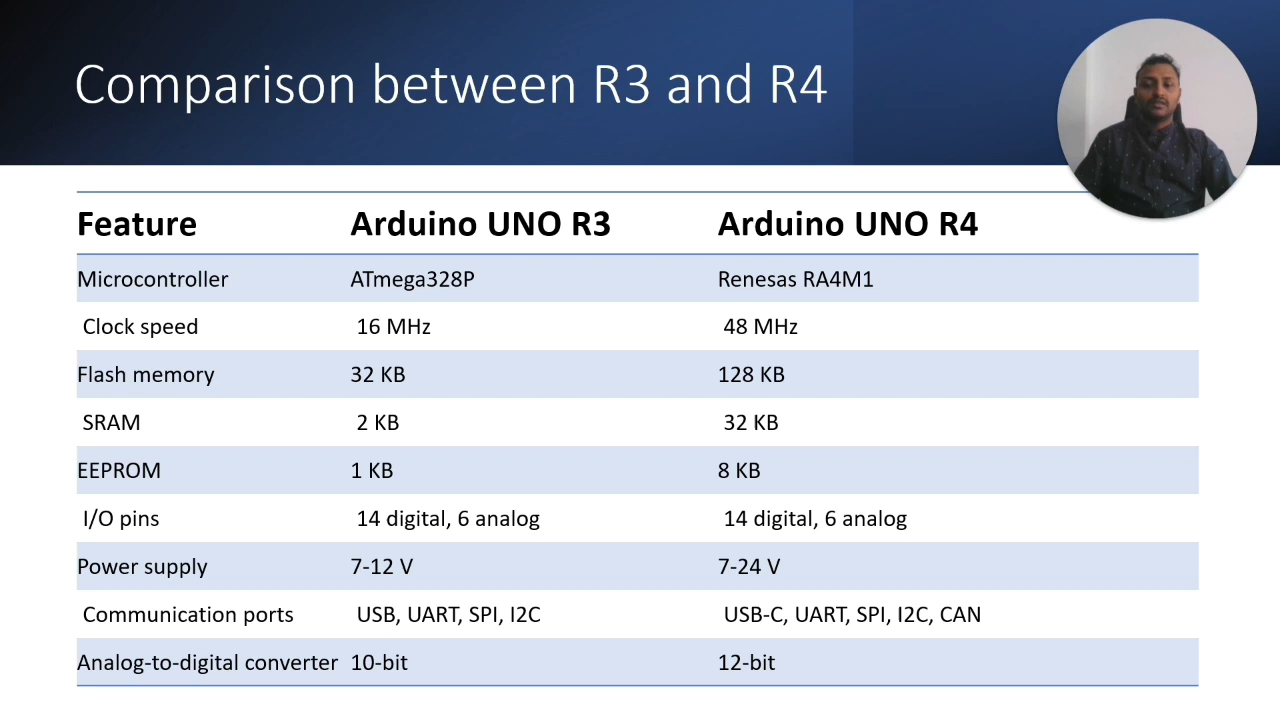 Comparison between R3 and R4
Feature Arduino UNO R3 Arduino UNO R4
Microcontroller ATmega328P Renesas RA4M1
Clock speed 16 MHz 48 MHz
Flash memory 32 KB 128 KB
SRAM 2 KB 32 KB
EEPROM 1 KB 8 KB
I/O pins 14 digital, 6 analog 14 digital, 6 analog
Power supply 7-12 V 7-24 V
Communication ports USB, UART, SPI, I2C USB-C, UART, SPI, I2C, CAN
Analog-to-digital converter 10-bit 12-bit